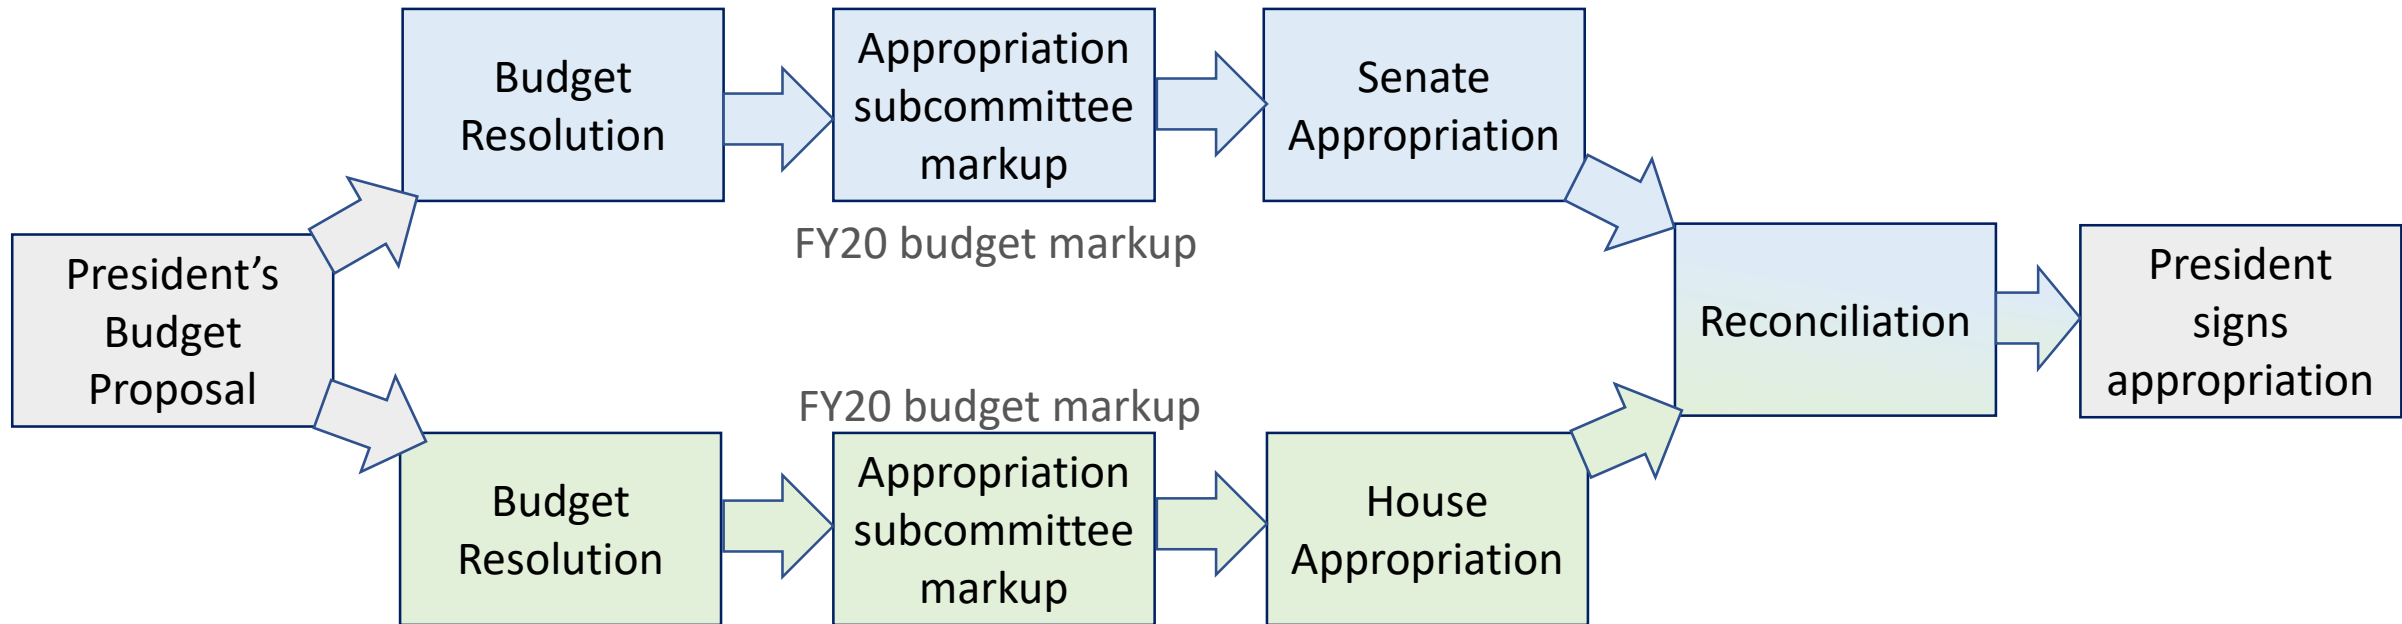 President’s
Budget
Proposal
Budget
Resolution
Appropriation
subcommittee
markup
FY20 budget markup
Senate
Appropriation
FY20 budget markup
Budget
Resolution
Appropriation
subcommittee
markup
House
Appropriation
Reconciliation
President
signs
appropriation